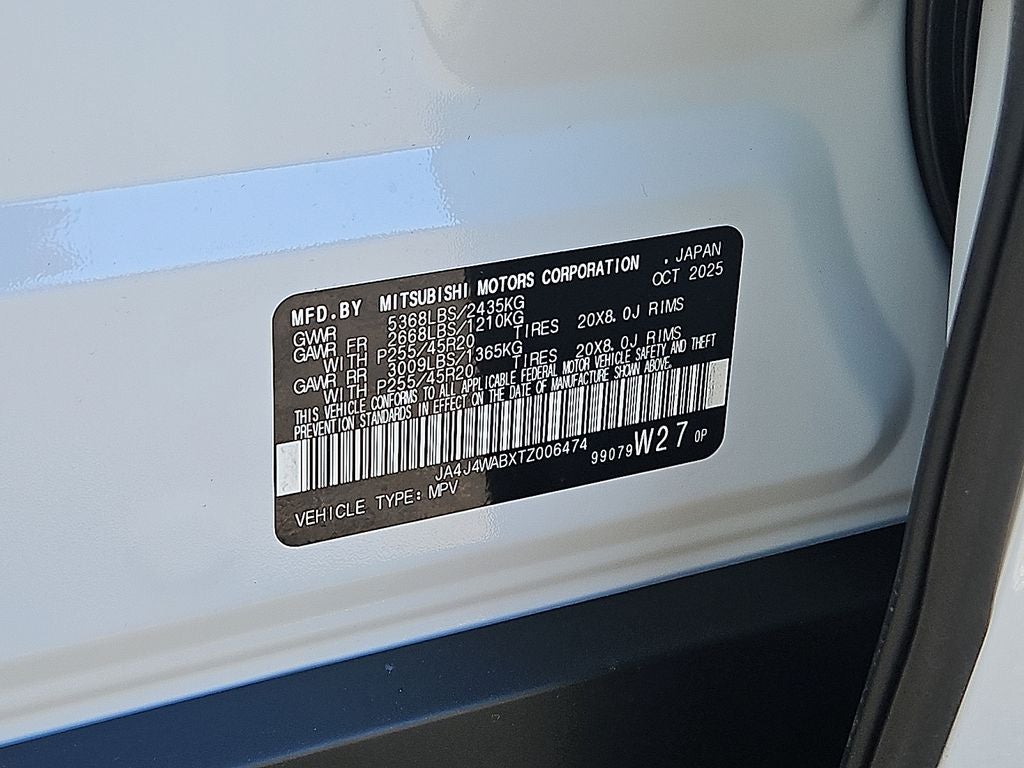 MFD.BY MITSUBISHI MOTORS CORPORATION , JAPAN
OCT 2025
GVWR 5368LBS/2435KG
GAWR FR 2668LBS/1210KG
WITH P255/45R20 TIRES 20X8.0J RIMS
GAWR RR 3009LBS/1365KG
WITH P255/45R20 TIRES 20X8.0J RIMS
THIS VEHICLE CONFORMS TO ALL APPLICABLE FEDERAL MOTOR VEHICLE SAFETY AND THEFT
PREVENTION STANDARDS IN EFFECT ON THE DATE OF MANUFACTURE SHOWN ABOVE.
JA4J4WABXTZ006474 99079 W27 0P
VEHICLE TYPE: MPV